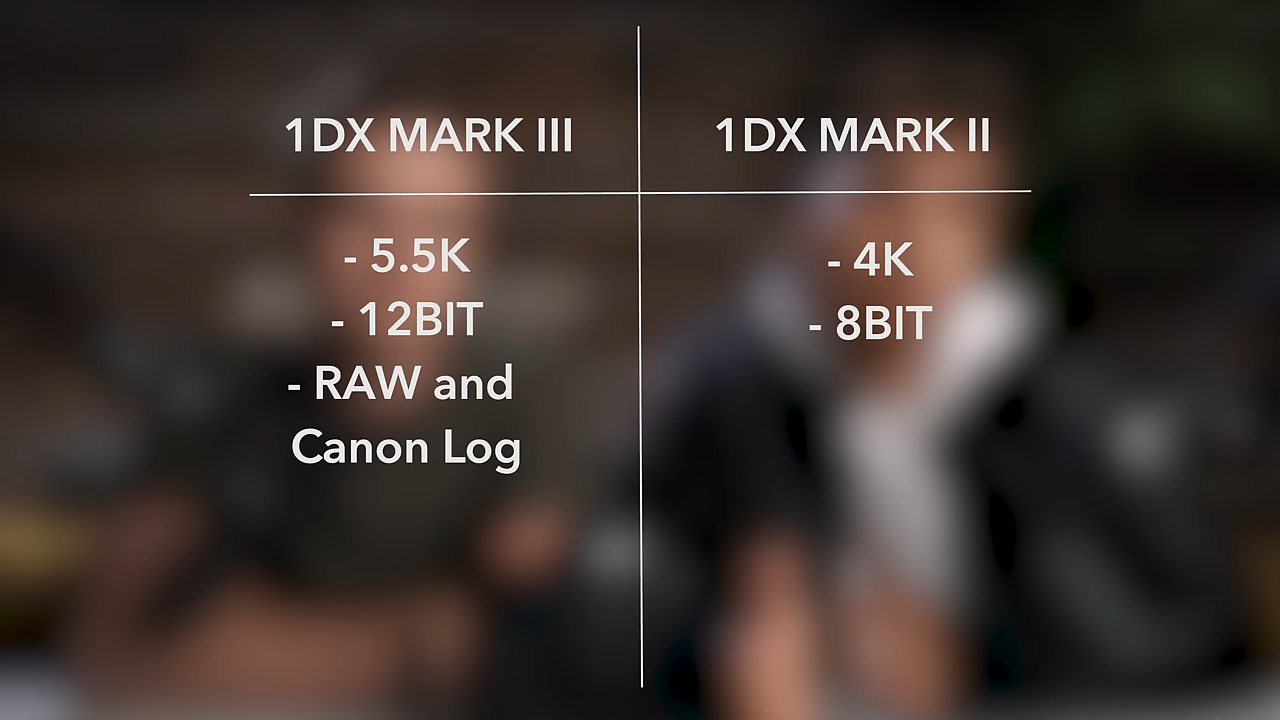 1DX MARK III
- 5.5K
- 12BIT
- RAW and
Canon Log
1DX MARK II
- 4K
- 8BIT